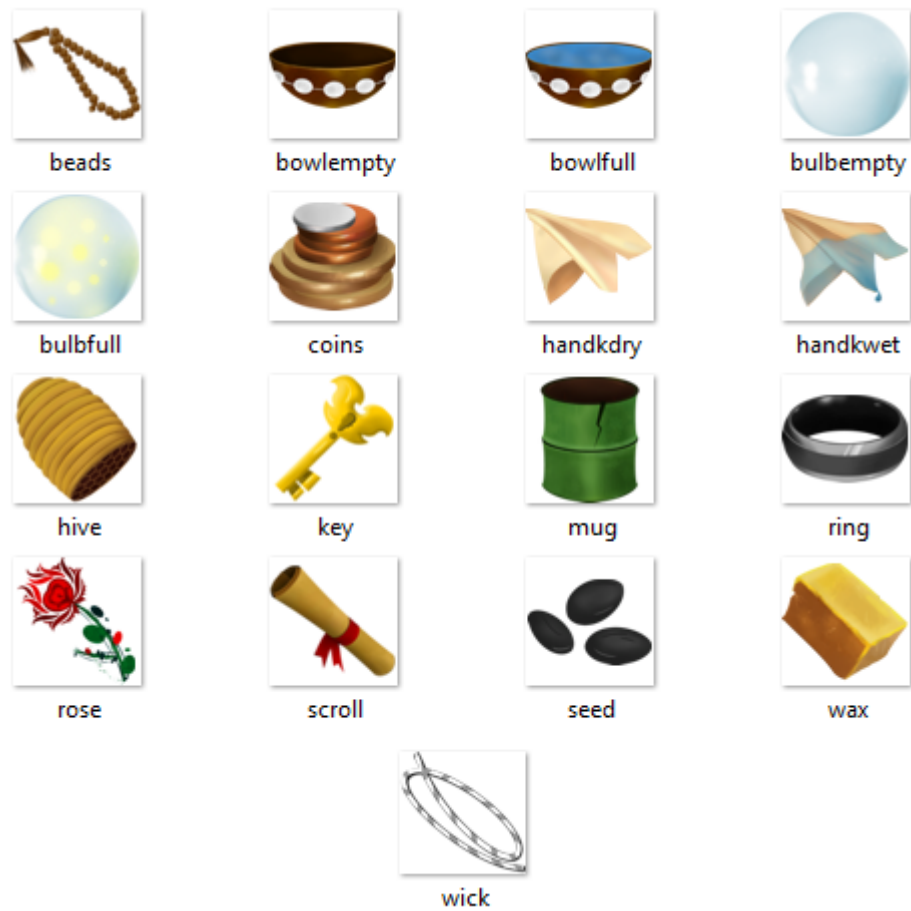 beads
bowlempty
bowlfull
bulbempty
bulbfull
coins
handkdry
handkwet
hive
key
mug
ring
rose
scroll
seed
wax
wick